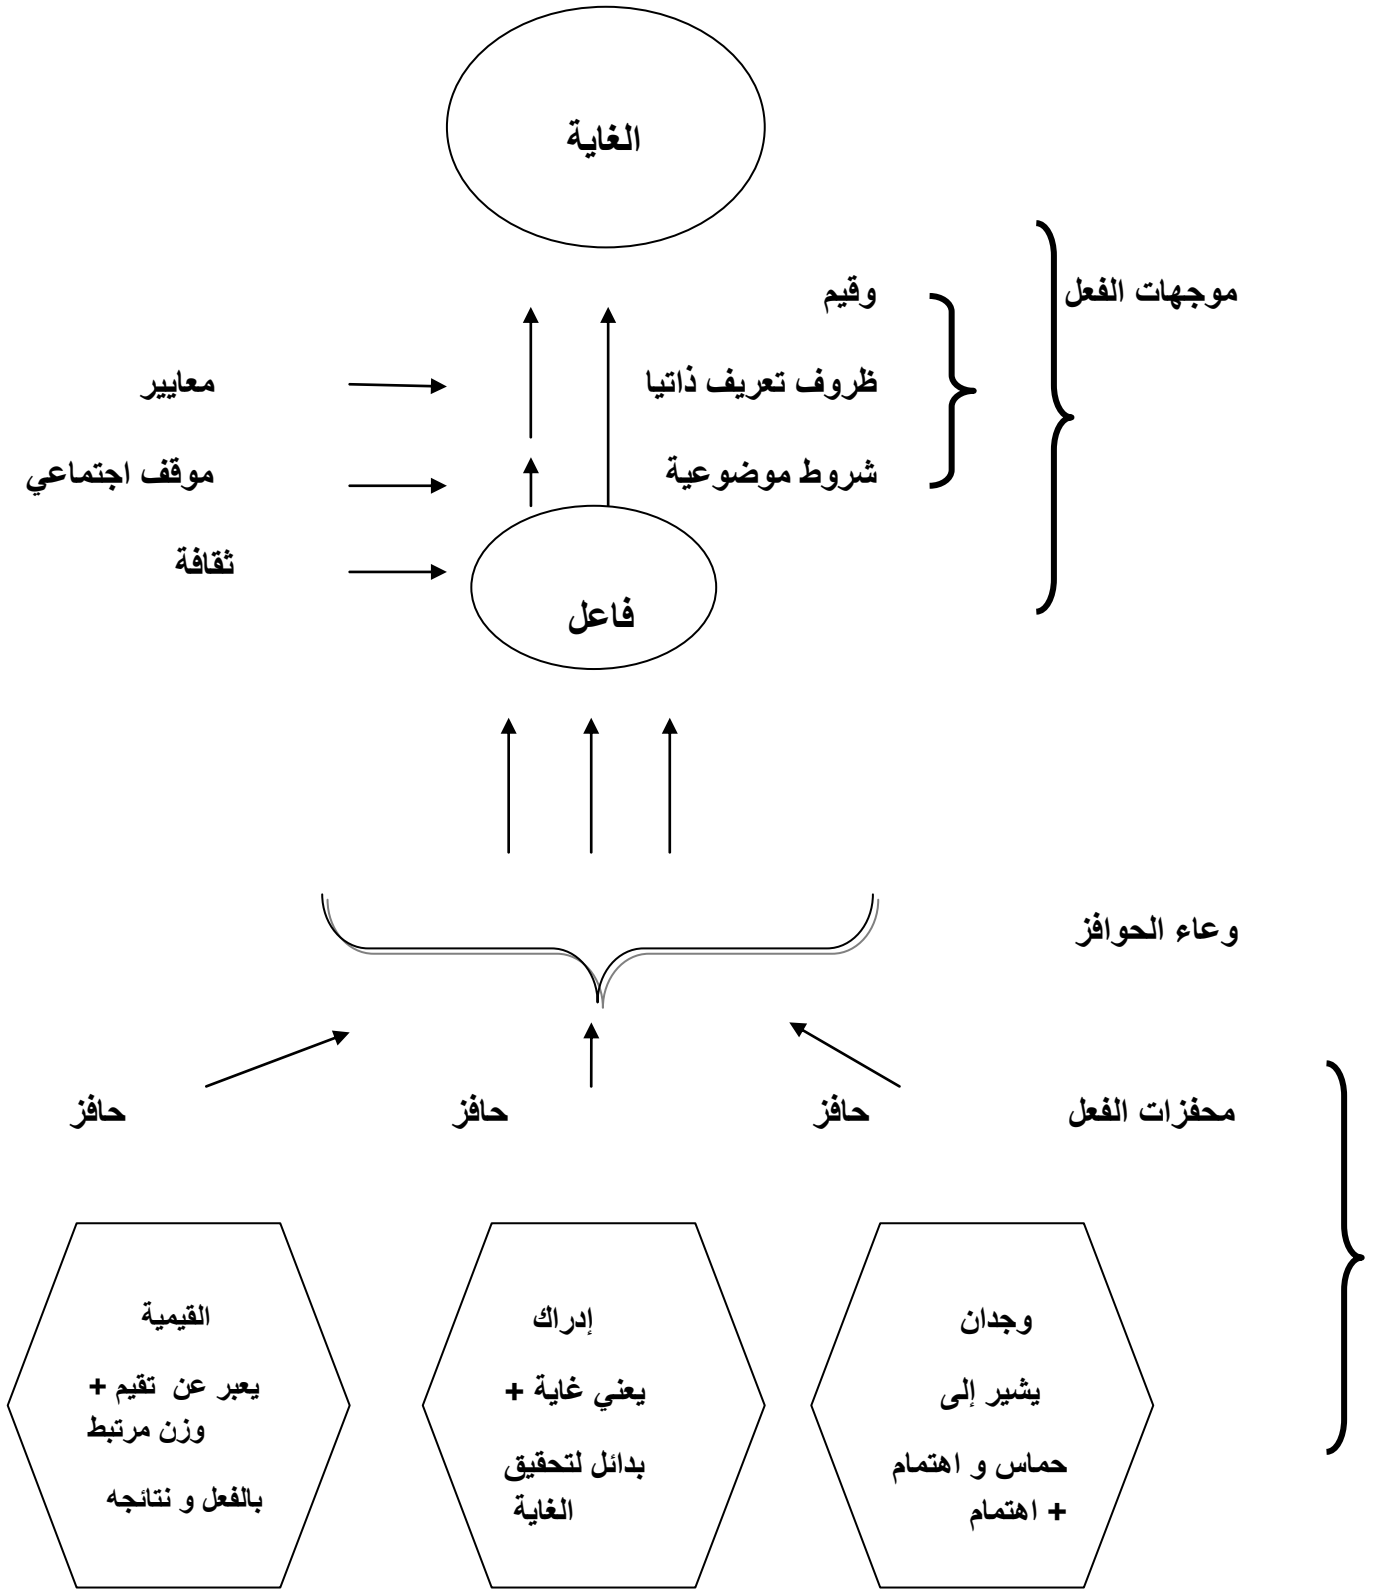 الغاية
موجهات الفعل
وقيم
ظروف تعريف ذاتيا
معايير
شروط موضوعية
موقف اجتماعي
ثقافة
فاعل
وعاء الحوافز
محفزات الفعل
حافز
حافز
حافز
وجدان
يشير إلى
حماس و اهتمام
+ اهتمام
إدراك
يعني غاية +
بدائل لتحقيق
الغاية
القيمية
يعبر عن تقيم +
وزن مرتبط
بالفعل و نتائجه